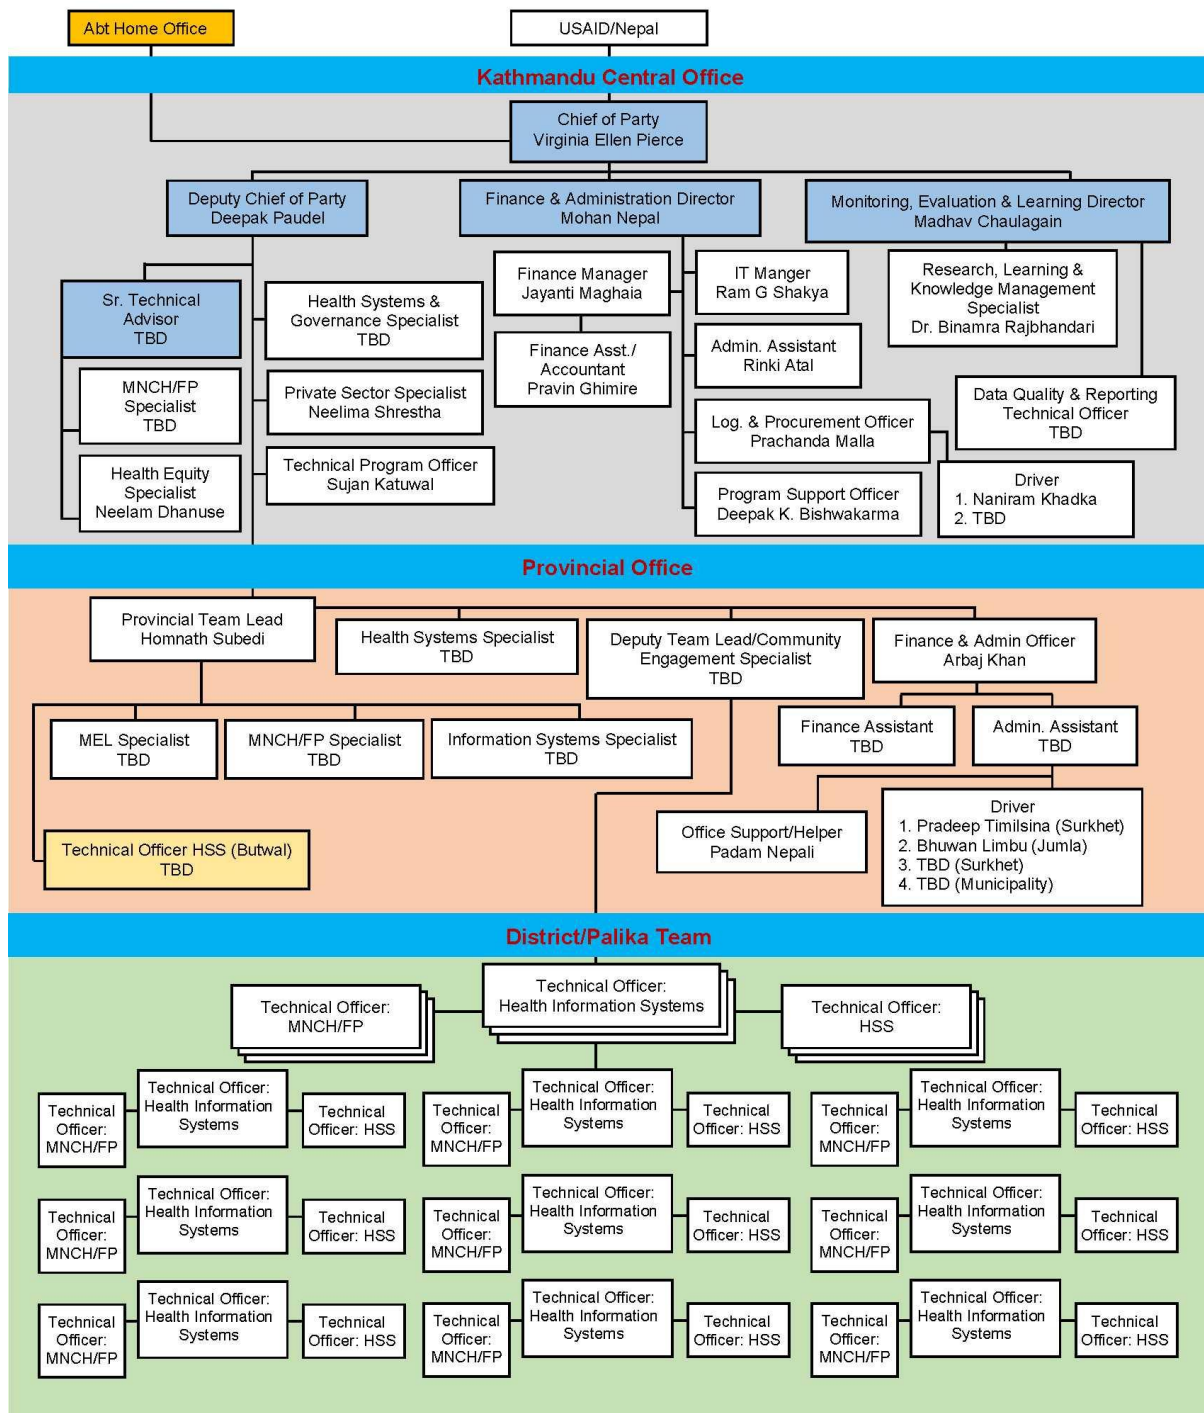 Abt Home Office
USAID/Nepal
Kathmandu Central Office
Chief of Party
Virginia Ellen Pierce
Deputy Chief of Party
Deepak Paudel
Finance & Administration Director
Mohan Nepal
Monitoring, Evaluation & Learning Director
Madhav Chaulagain
Sr. Technical
Advisor
TBD
MNCH/FP
Specialist
TBD
Health Equity
Specialist
Neelam Dhanuse
Health Systems &
Governance Specialist
TBD
Private Sector Specialist
Neelima Shrestha
Technical Program Officer
Sujan Katuwal
Finance Manager
Jayanti Maghaia
Finance Asst./
Accountant
Pravin Ghimire
IT Manger
Ram G Shakya
Admin. Assistant
Rinki Atal
Log. & Procurement Officer
Prachanda Malla
Program Support Officer
Deepak K. Bishwakarma
Research, Learning &
Knowledge Management
Specialist
Dr. Binamra Rajbhandari
Data Quality & Reporting
Technical Officer
TBD
Driver
1. Naniram Khadka
2. TBD
Provincial Office
Provincial Team Lead
Homnath Subedi
Health Systems Specialist
TBD
Deputy Team Lead/Community
Engagement Specialist
TBD
Finance & Admin Officer
Arbaj Khan
MEL Specialist
TBD
MNCH/FP Specialist
TBD
Information Systems Specialist
TBD
Finance Assistant
TBD
Admin. Assistant
TBD
Technical Officer HSS (Butwal)
TBD
Office Support/Helper
Padam Nepali
Driver
1. Pradeep Timilsina (Surkhet)
2. Bhuwan Limbu (Jumla)
3. TBD (Surkhet)
4. TBD (Municipality)
District/Palika Team
Technical Officer:
MNCH/FP
Technical Officer:
Health Information Systems
Technical Officer:
HSS
Technical
Officer:
MNCH/FP
Technical Officer:
Health Information
Systems
Technical
Officer: HSS
Technical
Officer:
MNCH/FP
Technical Officer:
Health Information
Systems
Technical
Officer: HSS
Technical
Officer:
MNCH/FP
Technical Officer:
Health Information
Systems
Technical
Officer: HSS
Technical
Officer:
MNCH/FP
Technical Officer:
Health Information
Systems
Technical
Officer: HSS
Technical
Officer:
MNCH/FP
Technical Officer:
Health Information
Systems
Technical
Officer: HSS
Technical
Officer:
MNCH/FP
Technical Officer:
Health Information
Systems
Technical
Officer: HSS
Technical
Officer:
MNCH/FP
Technical Officer:
Health Information
Systems
Technical
Officer: HSS
Technical
Officer:
MNCH/FP
Technical Officer:
Health Information
Systems
Technical
Officer: HSS
Technical
Officer:
MNCH/FP
Technical Officer:
Health Information
Systems
Technical
Officer: HSS